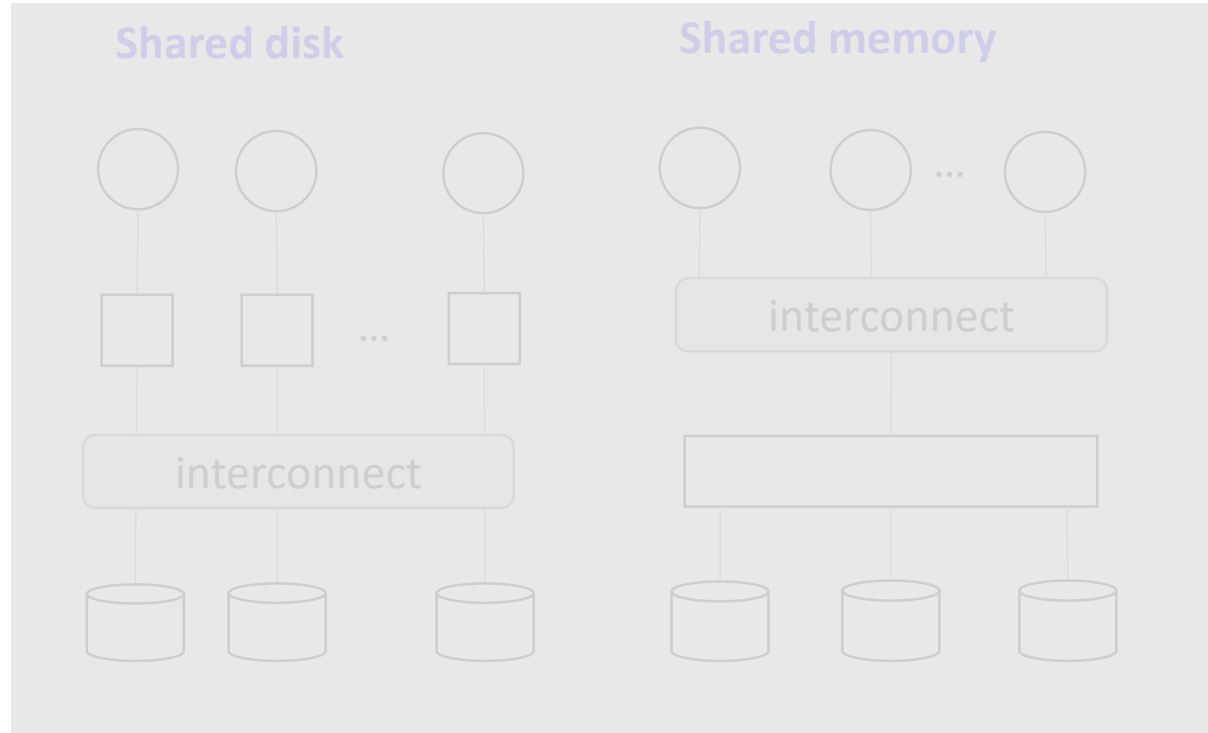 Shared disk
Shared memory
...
interconnect
...
interconnect